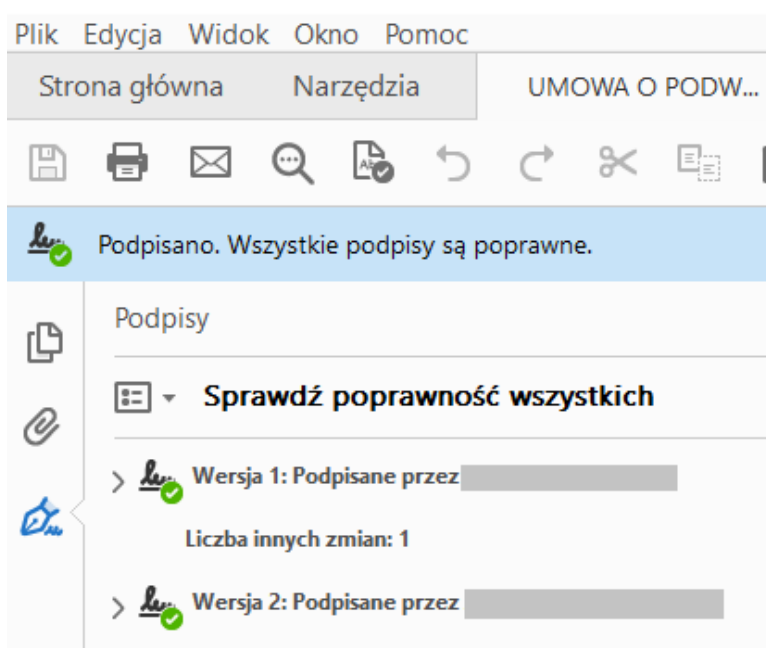 Plik Edycja Widok Okno Pomoc
Strona główna Narzędzia UMOWA O PODW...
Podpisano. Wszystkie podpisy są poprawne.
Podpisy
Sprawdź poprawność wszystkich
Wersja 1: Podpisane przez
Liczba innych zmian: 1
Wersja 2: Podpisane przez